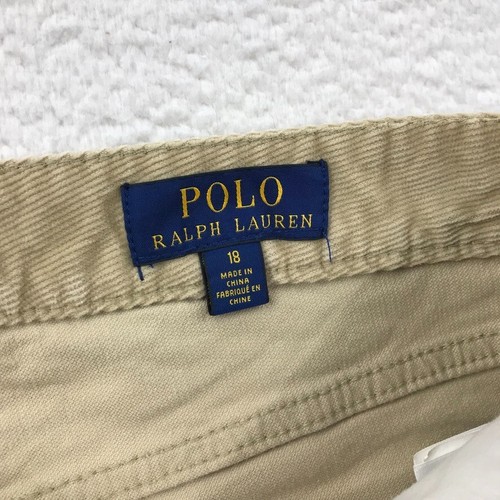 POLO
RALPH LAUREN
18
MADE IN
CHINA
FABRIQUÉ EN
CHINE